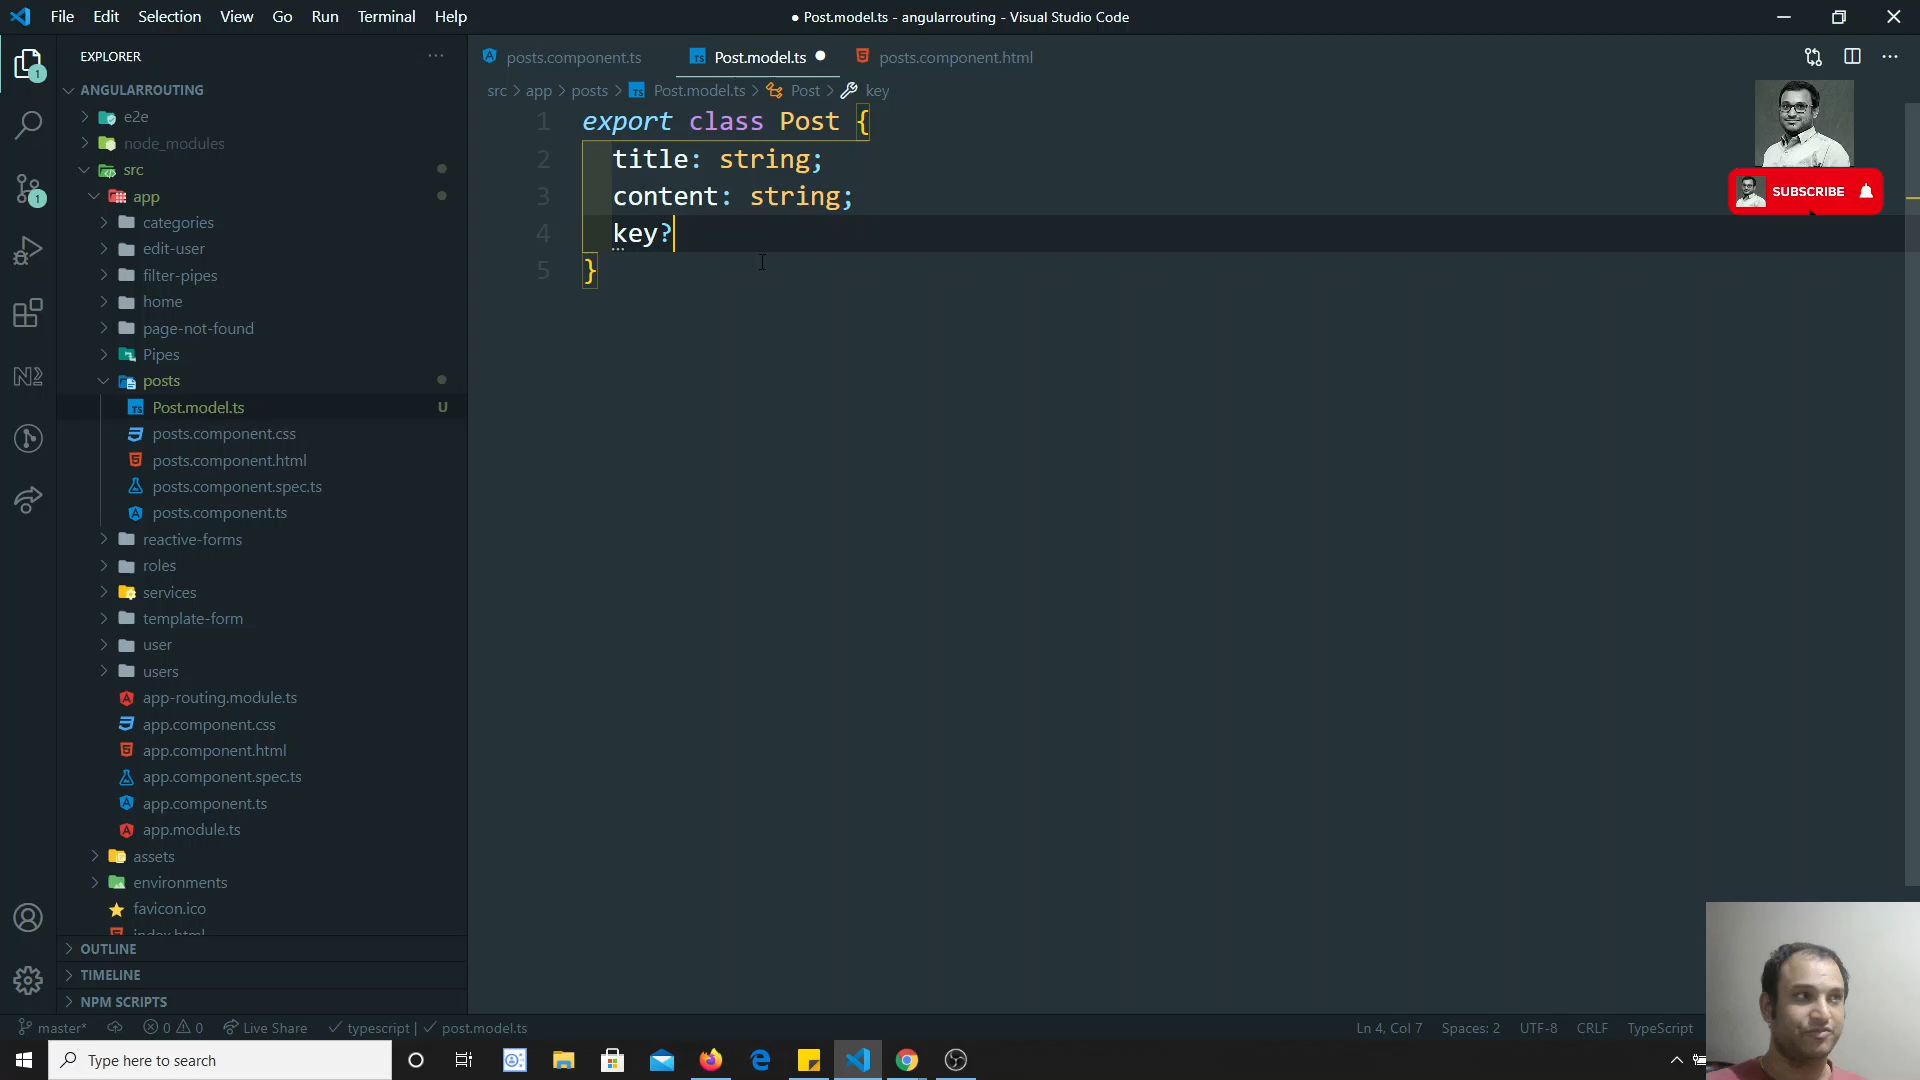 File Edit Selection View Go Run Terminal Help
● Post.model.ts - angularrouting - Visual Studio Code
EXPLORER
ANGULARROUTING
e2e
node_modules
src
app
categories
edit-user
filter-pipes
home
page-not-found
Pipes
posts
Post.model.ts U
posts.component.css
posts.component.html
posts.component.spec.ts
posts.component.ts
reactive-forms
roles
services
template-form
user
users
app-routing.module.ts
app.component.css
app.component.html
app.component.spec.ts
app.component.ts
app.module.ts
assets
environments
favicon.ico
index.html
OUTLINE
TIMELINE
NPM SCRIPTS
1
1
posts.component.ts
Post.model.ts
posts.component.html
src > app > posts > TS Post.model.ts > Post > key
1 export class Post {
2 title: string;
3 content: string;
4 key?
5 }
SUBSCRIBE
master* 0 0 Live Share typescript | post.model.ts
Ln 4, Col 7 Spaces: 2 UTF-8 CRLF TypeScript
Type here to search